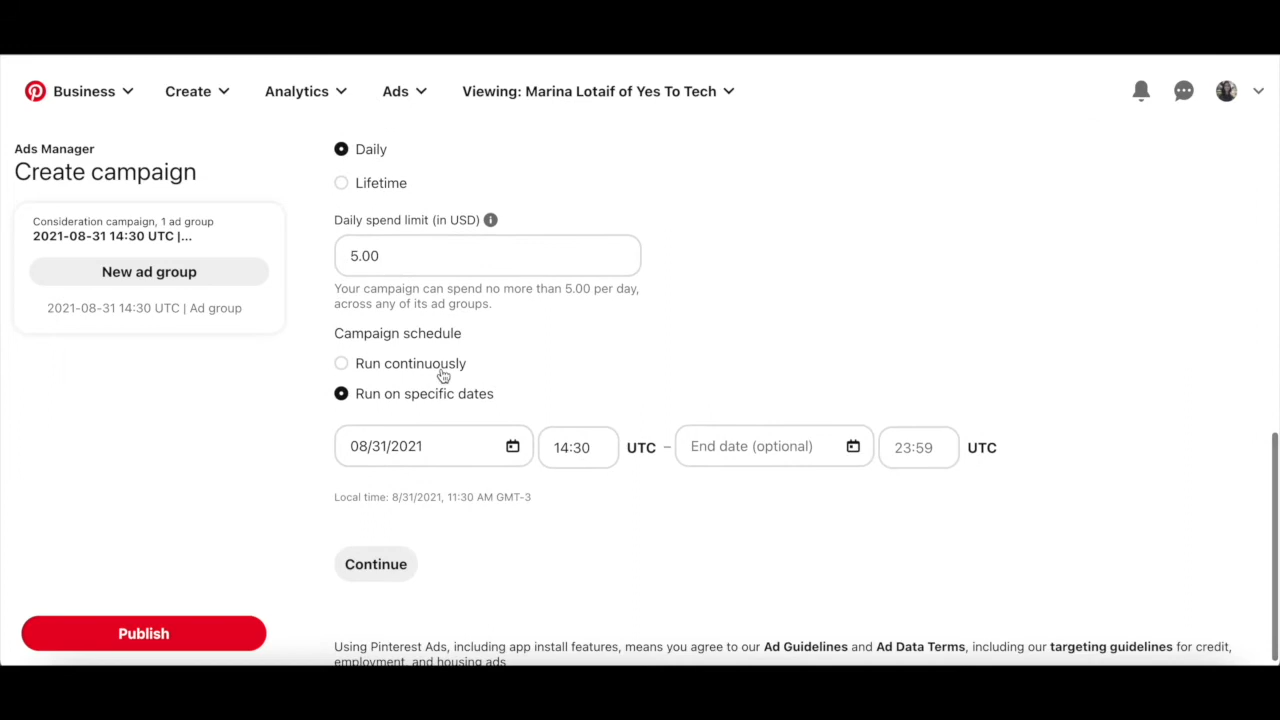 Business Create Analytics Ads Viewing: Marina Lotaif of Yes To Tech
Ads Manager
Create campaign
Consideration campaign, 1 ad group
2021-08-31 14:30 UTC |...
New ad group
2021-08-31 14:30 UTC | Ad group
Publish
Daily
Lifetime
Daily spend limit (in USD)
5.00
Your campaign can spend no more than 5.00 per day,
across any of its ad groups.
Campaign schedule
Run continuously
Run on specific dates
08/31/2021 14:30 UTC – End date (optional) 23:59 UTC
Local time: 8/31/2021, 11:30 AM GMT-3
Continue
Using Pinterest Ads, including app install features, means you agree to our Ad Guidelines and Ad Data Terms, including our targeting guidelines for credit,
employment, and housing ads